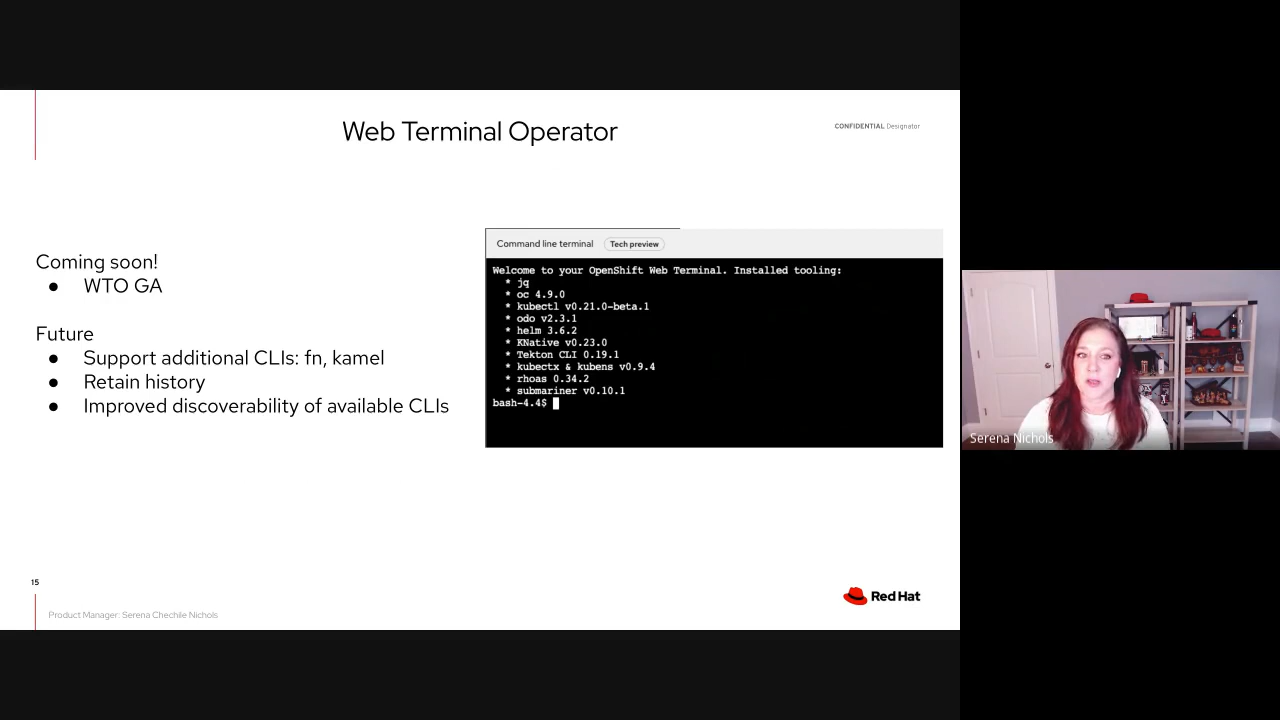 Web Terminal Operator
CONFIDENTIAL Designator
Coming soon!
● WTO GA
Future
● Support additional CLIs: fn, kamel
● Retain history
● Improved discoverability of available CLIs
Command line terminal Tech preview
Welcome to your OpenShift Web Terminal. Installed tooling:
* jq
* oc 4.9.0
* kubectl v0.21.0-beta.1
* odo v2.3.1
* helm 3.6.2
* KNative v0.23.0
* Tekton CLI 0.19.1
* kubectx & kubens v0.9.4
* rhoas 0.34.2
* submariner v0.10.1
bash-4.4$
Serena Nichols
15
Product Manager: Serena Chechile Nichols
Red Hat